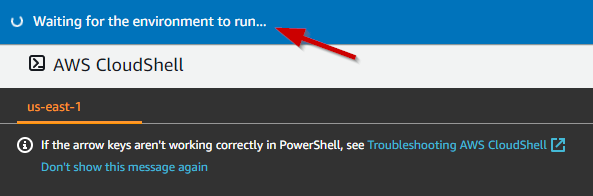 Waiting for the environment to run...
AWS CloudShell
us-east-1
If the arrow keys aren't working correctly in PowerShell, see Troubleshooting AWS CloudShell
Don't show this message again